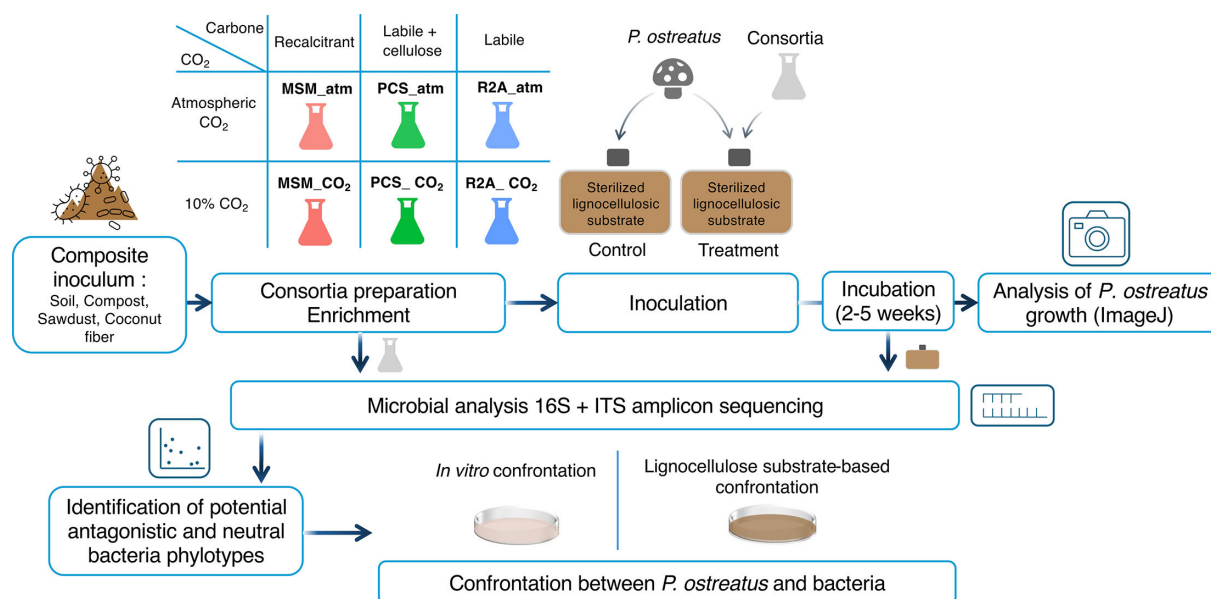 Carbone
CO₂
Recalcitrant
Labile +
cellulose
Labile
Atmospheric
CO₂
MSM_atm
PCS_atm
R2A_atm
10% CO₂
MSM_CO₂
PCS_ CO₂
R2A_ CO₂
P. ostreatus
Consortia
Sterilized
lignocellulosic
substrate
Control
Sterilized
lignocellulosic
substrate
Treatment
Composite
inoculum :
Soil, Compost,
Sawdust, Coconut
fiber
Consortia preparation
Enrichment
Inoculation
Incubation
(2-5 weeks)
Analysis of P. ostreatus
growth (ImageJ)
Microbial analysis 16S + ITS amplicon sequencing
Identification of potential
antagonistic and neutral
bacteria phylotypes
In vitro confrontation
Lignocellulose substrate-based
confrontation
Confrontation between P. ostreatus and bacteria